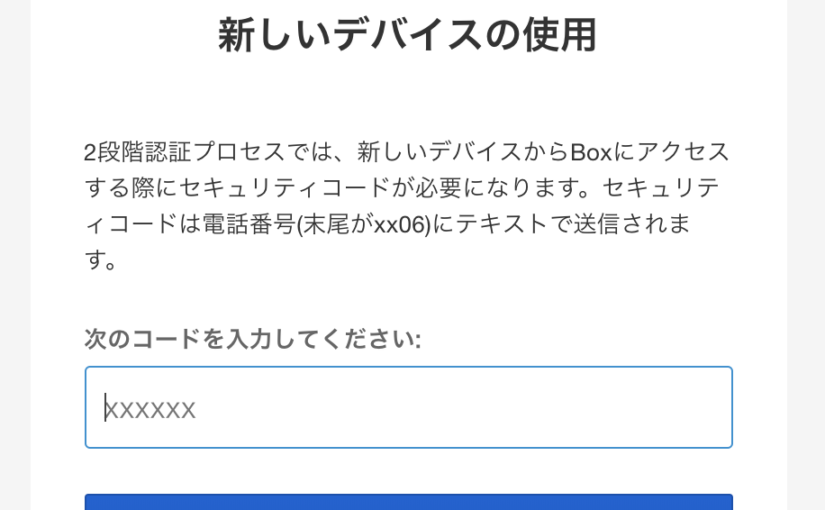 新しいデバイスの使用
2段階認証プロセスでは、新しいデバイスからBoxにアクセス
する際にセキュリティコードが必要になります。セキュリテ
ィコードは電話番号(末尾がxx06)にテキストで送信されま
す。
次のコードを入力してください:
xxxxxx